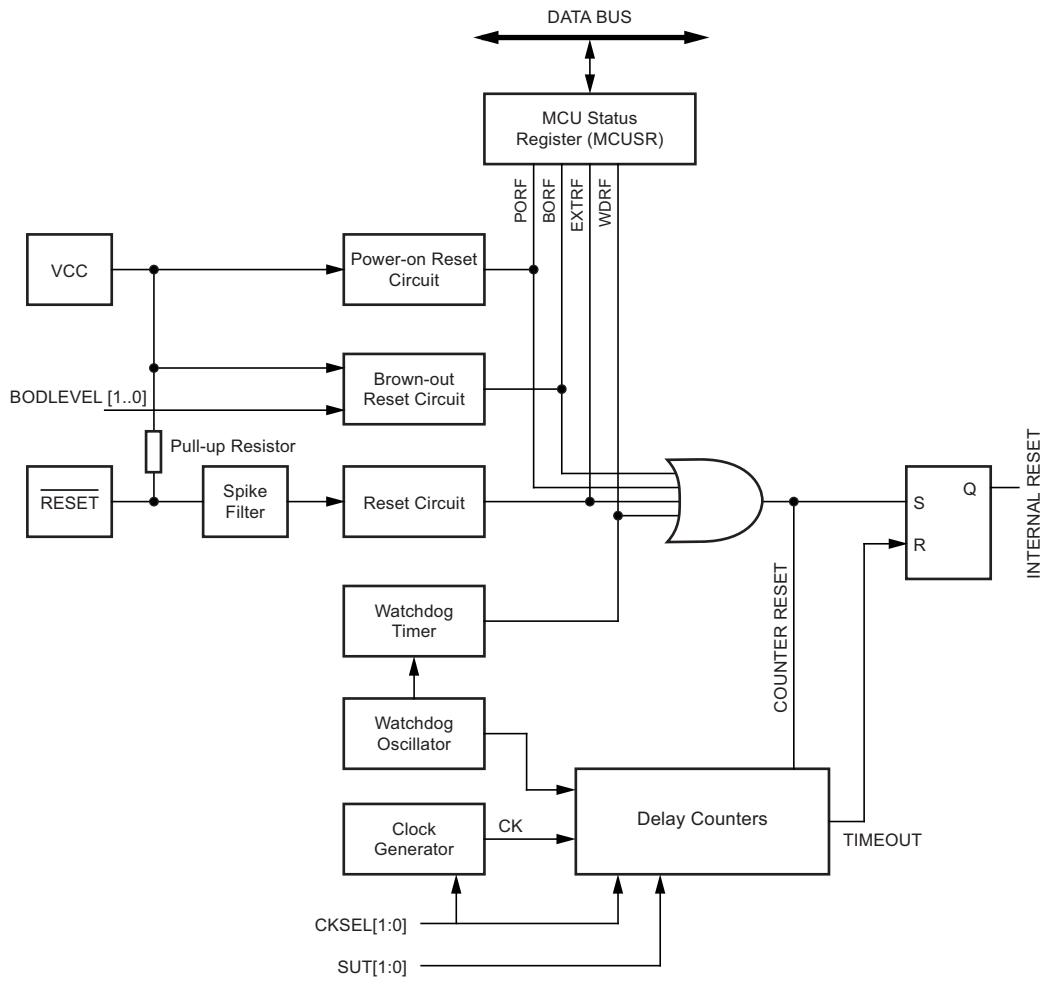 DATA BUS
MCU Status
Register (MCUSR)
PORF
BORF
EXTRF
WDRF
VCC
Power-on Reset
Circuit
BODLEVEL [1..0]
Brown-out
Reset Circuit
Pull-up Resistor
RESET
Spike
Filter
Reset Circuit
S
Q
R
INTERNAL RESET
Watchdog
Timer
COUNTER RESET
Watchdog
Oscillator
Clock
Generator
CK
Delay Counters
TIMEOUT
CKSEL[1:0]
SUT[1:0]